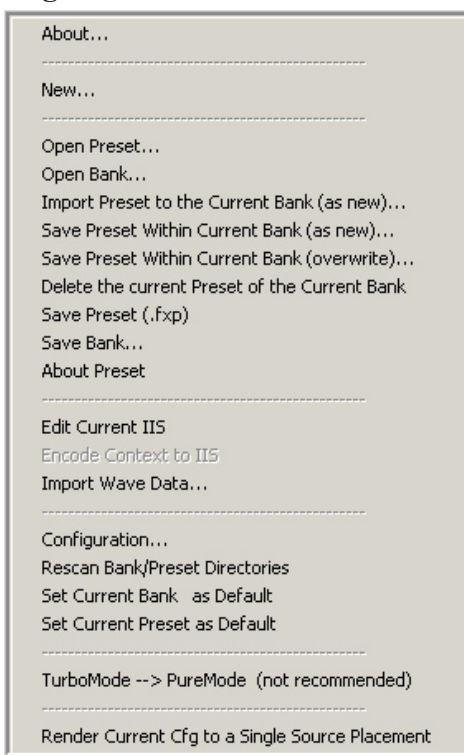 About...
New...
Open Preset...
Open Bank...
Import Preset to the Current Bank (as new)...
Save Preset Within Current Bank (as new)...
Save Preset Within Current Bank (overwrite)...
Delete the current Preset of the Current Bank
Save Preset (.fxp)
Save Bank...
About Preset
Edit Current IIS
Encode Context to IIS
Import Wave Data...
Configuration...
Rescan Bank/Preset Directories
Set Current Bank  as Default
Set Current Preset as Default
TurboMode --> PureMode  (not recommended)
Render Current Cfg to a Single Source Placement